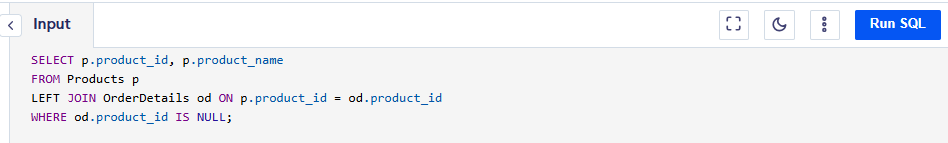 Input
Run SQL
SELECT p.product_id, p.product_name
FROM Products p
LEFT JOIN OrderDetails od ON p.product_id = od.product_id
WHERE od.product_id IS NULL;